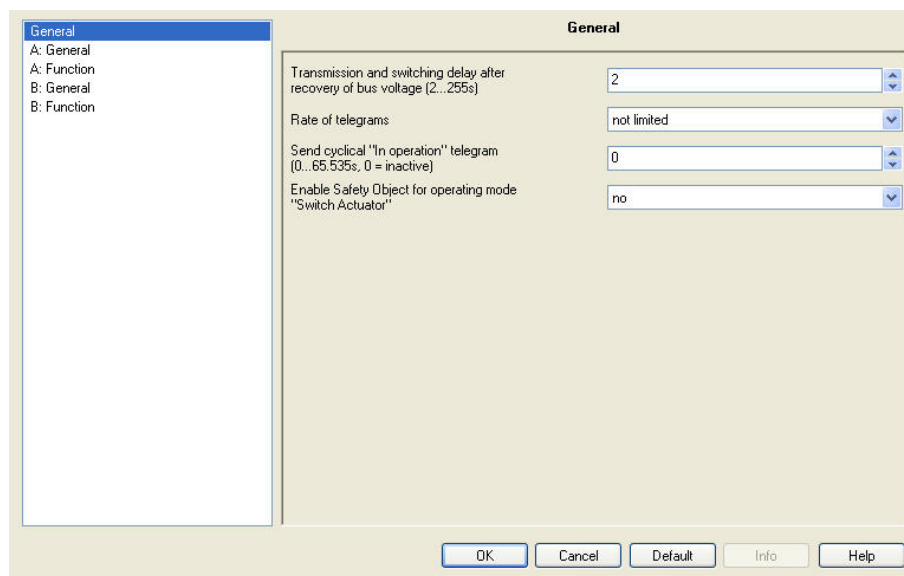 General
A: General
A: Function
B: General
B: Function
General
Transmission and switching delay after
recovery of bus voltage (2...255s)
2
Rate of telegrams
not limited
Send cyclical "In operation" telegram
(0...65.535s, 0 = inactive)
0
Enable Safety Object for operating mode
"Switch Actuator"
no
OK
Cancel
Default
Info
Help